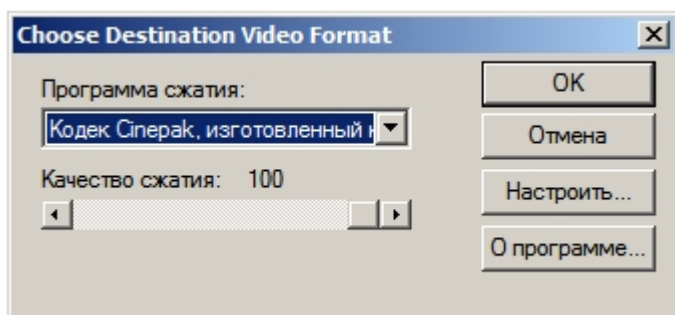 Choose Destination Video Format
Программа сжатия:
Кодек Cinepak, изготовленный
Качество сжатия: 100
OK
Отмена
Настроить...
О программе...